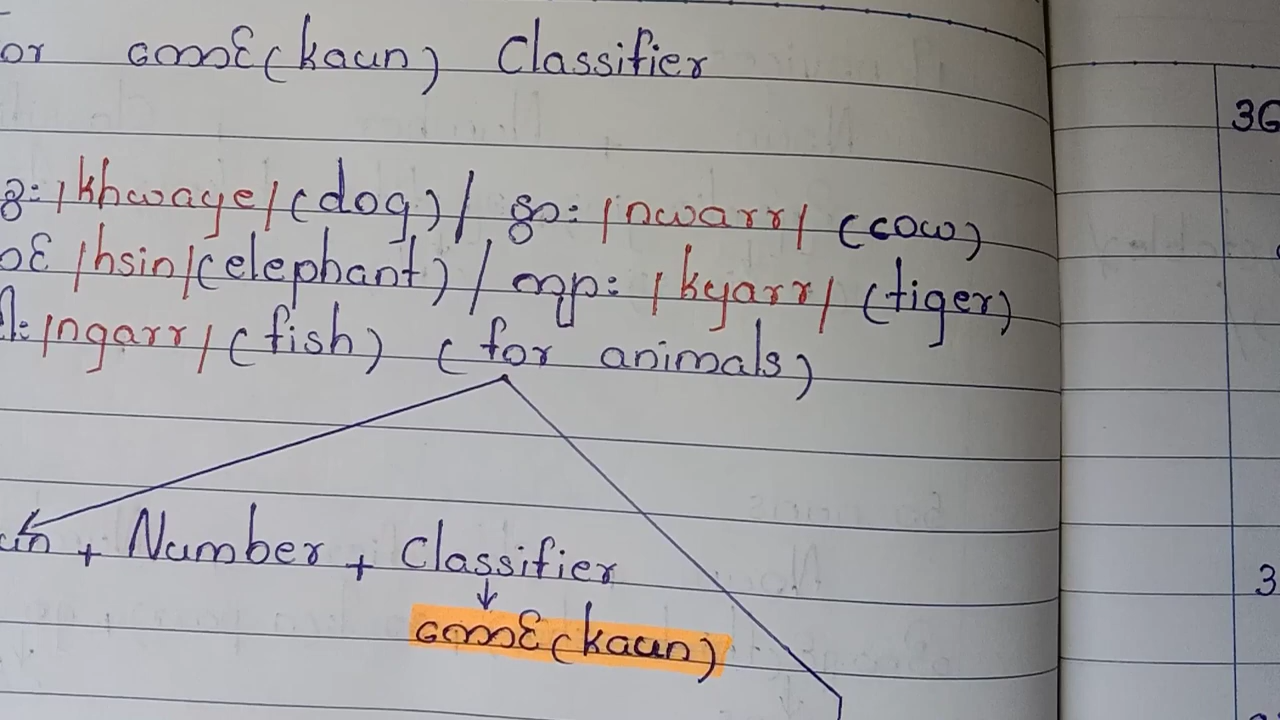 or ကောင်(kaun) Classifier
/khwaye/(dog)/ နွား /nwarr/ (cow)
/hsin/(elephant)/ ကျား /kyarr/ (tiger)
/ngarr/(fish) (for animals)
+ Number + Classifier
↓
ကောင်(kaun)
3